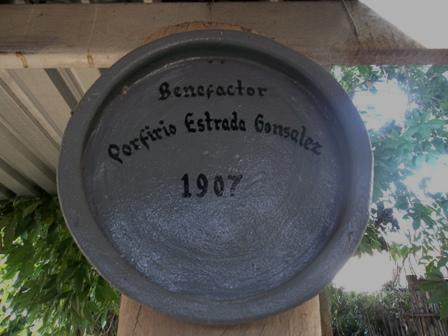 Benefactor
Porfirio Estrada Gonsalez
1907